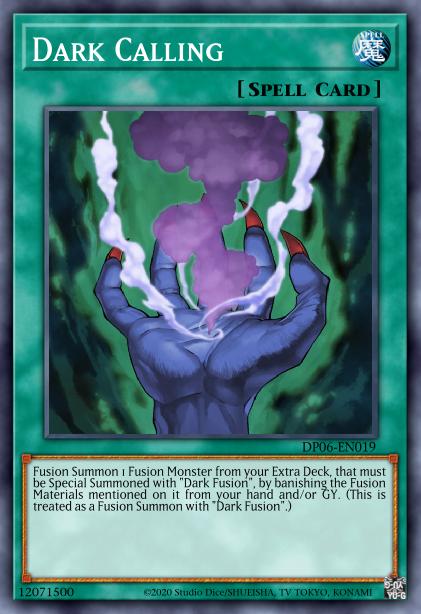 DARK CALLING
SPELL
魔
[SPELL CARD]
DP06-EN019
Fusion Summon 1 Fusion Monster from your Extra Deck, that must
be Special Summoned with "Dark Fusion", by banishing the Fusion
Materials mentioned on it from your hand and/or GY. (This is
treated as a Fusion Summon with "Dark Fusion".)
12071500
©2020 Studio Dice/SHUEISHA, TV TOKYO, KONAMI